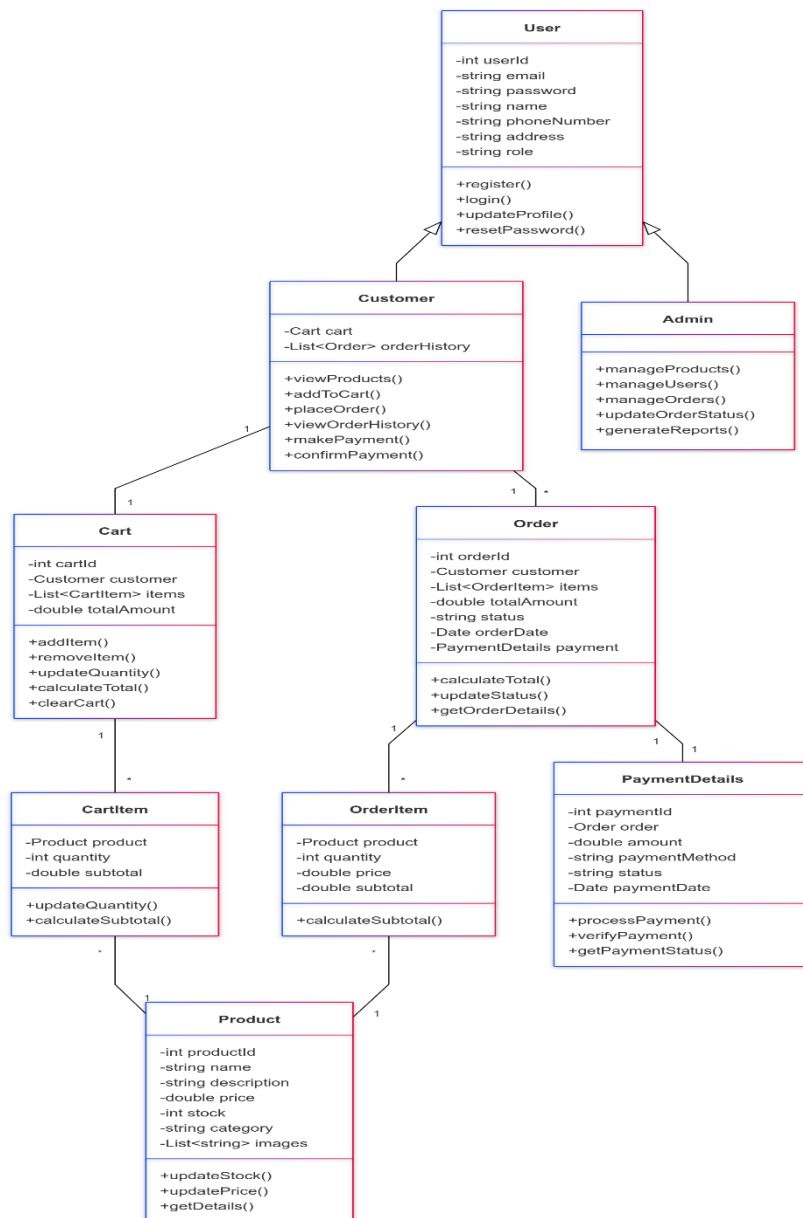 User
-int userId
-string email
-string password
-string name
-string phoneNumber
-string address
-string role
+register()
+login()
+updateProfile()
+resetPassword()
Customer
-Cart cart
-List<Order> orderHistory
+viewProducts()
+addToCart()
+placeOrder()
+viewOrderHistory()
+makePayment()
+confirmPayment()
Admin
+manageProducts()
+manageUsers()
+manageOrders()
+updateOrderStatus()
+generateReports()
1
1
1
*
Cart
-int cartId
-Customer customer
-List<CartItem> items
-double totalAmount
+addItem()
+removeItem()
+updateQuantity()
+calculateTotal()
+clearCart()
Order
-int orderId
-Customer customer
-List<OrderItem> items
-double totalAmount
-string status
-Date orderDate
-PaymentDetails payment
+calculateTotal()
+updateStatus()
+getOrderDetails()
1
*
1
*
1
1
CartItem
-Product product
-int quantity
-double subtotal
+updateQuantity()
+calculateSubtotal()
OrderItem
-Product product
-int quantity
-double price
-double subtotal
+calculateSubtotal()
PaymentDetails
-int paymentId
-Order order
-double amount
-string paymentMethod
-string status
-Date paymentDate
+processPayment()
+verifyPayment()
+getPaymentStatus()
*
1
*
1
Product
-int productId
-string name
-string description
-double price
-int stock
-string category
-List<string> images
+updateStock()
+updatePrice()
+getDetails()